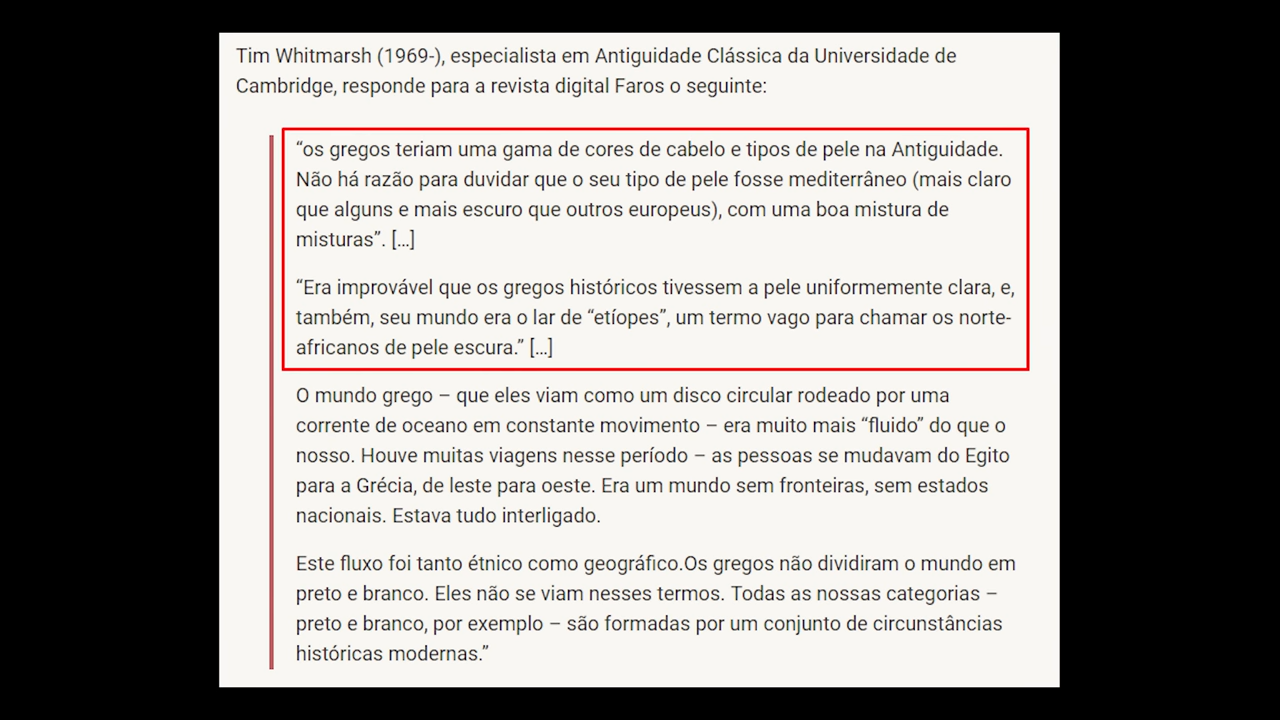 Tim Whitmarsh (1969-), especialista em Antiguidade Clássica da Universidade de
Cambridge, responde para a revista digital Faros o seguinte:
“os gregos teriam uma gama de cores de cabelo e tipos de pele na Antiguidade.
Não há razão para duvidar que o seu tipo de pele fosse mediterrâneo (mais claro
que alguns e mais escuro que outros europeus), com uma boa mistura de
misturas”. […]
“Era improvável que os gregos históricos tivessem a pele uniformemente clara, e,
também, seu mundo era o lar de “etíopes”, um termo vago para chamar os norte-
africanos de pele escura.” […]
O mundo grego – que eles viam como um disco circular rodeado por uma
corrente de oceano em constante movimento – era muito mais “fluido” do que o
nosso. Houve muitas viagens nesse período – as pessoas se mudavam do Egito
para a Grécia, de leste para oeste. Era um mundo sem fronteiras, sem estados
nacionais. Estava tudo interligado.
Este fluxo foi tanto étnico como geográfico.Os gregos não dividiram o mundo em
preto e branco. Eles não se viam nesses termos. Todas as nossas categorias –
preto e branco, por exemplo – são formadas por um conjunto de circunstâncias
históricas modernas.”